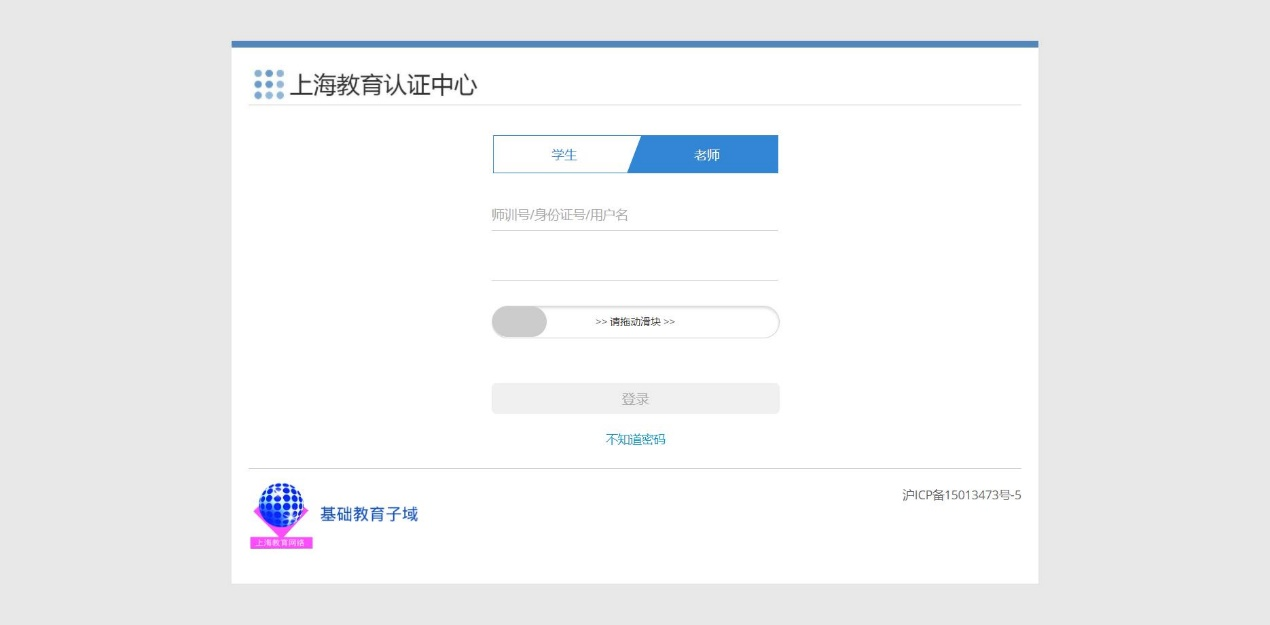 上海教育认证中心
学生
老师
师训号/身份证号/用户名
>> 请拖动滑块 >>
登录
不知道密码
沪ICP备15013473号-5
基础教育子域
上海教育网络